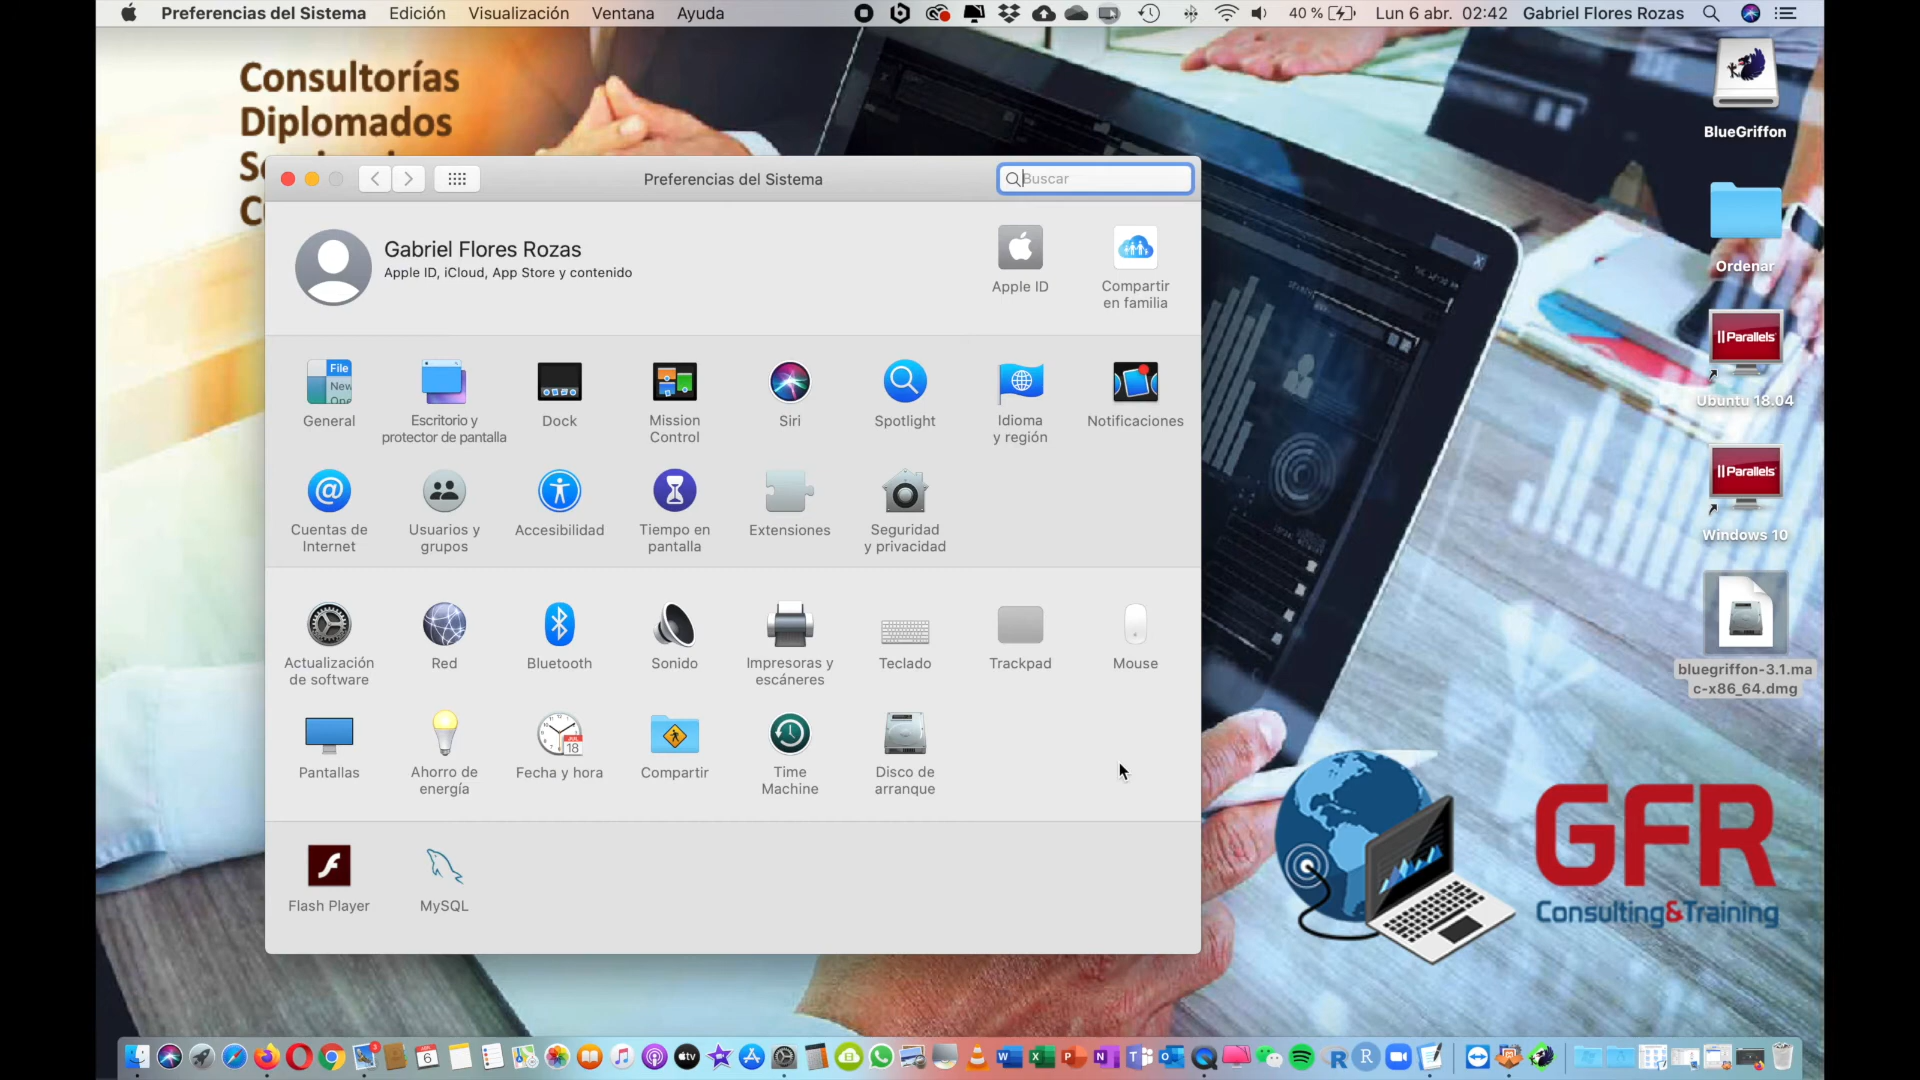 Preferencias del Sistema Edición Visualización Ventana Ayuda
40 % Lun 6 abr. 02:42 Gabriel Flores Rozas
Consultorías
Diplomados
BlueGriffon
Ordenar
Parallels
Ubuntu 18.04
Parallels
Windows 10
bluegriffon-3.1.ma
c-x86_64.dmg
Preferencias del Sistema
Buscar
Gabriel Flores Rozas
Apple ID, iCloud, App Store y contenido
Apple ID
Compartir
en familia
File
New
General
Escritorio y
protector de pantalla
Dock
Mission
Control
Siri
Spotlight
Idioma
y región
Notificaciones
Cuentas de
Internet
Usuarios y
grupos
Accesibilidad
Tiempo en
pantalla
Extensiones
Seguridad
y privacidad
Actualización
de software
Red
Bluetooth
Sonido
Impresoras y
escáneres
Teclado
Trackpad
Mouse
Pantallas
Ahorro de
energía
JUL
18
Fecha y hora
Compartir
Time
Machine
Disco de
arranque
Flash Player
MySQL
GFR
Consulting&Training